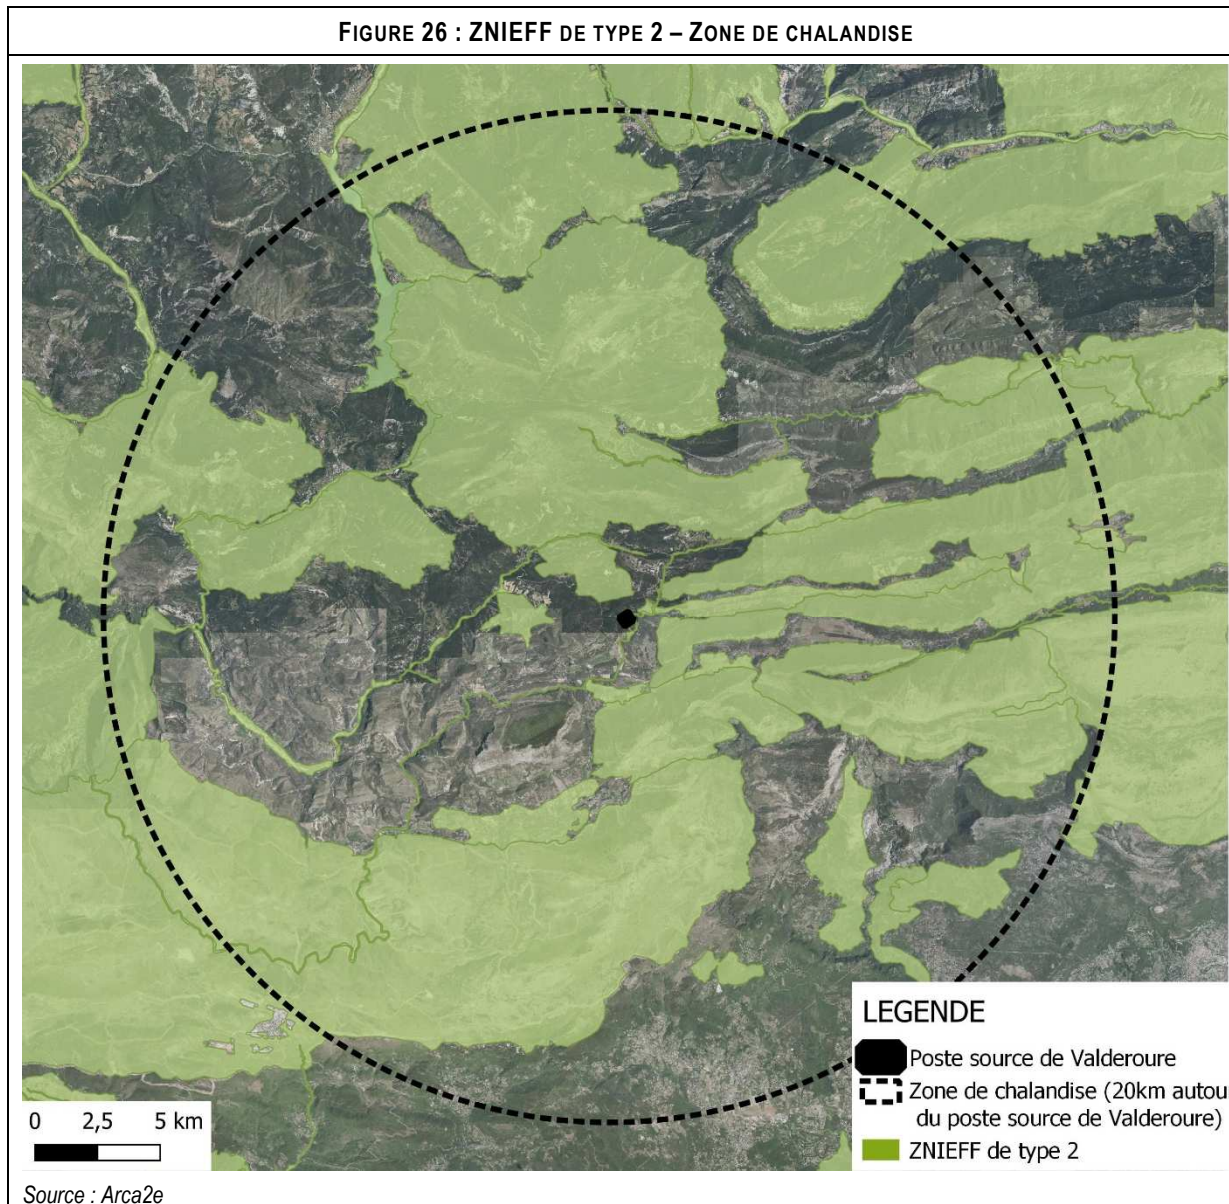 FIGURE 26 : ZNIEFF DE TYPE 2 – ZONE DE CHALANDISE
LEGENDE
Poste source de Valderoure
Zone de chalandise (20km autou
du poste source de Valderoure)
ZNIEFF de type 2
0 2,5 5 km
Source : Arca2e